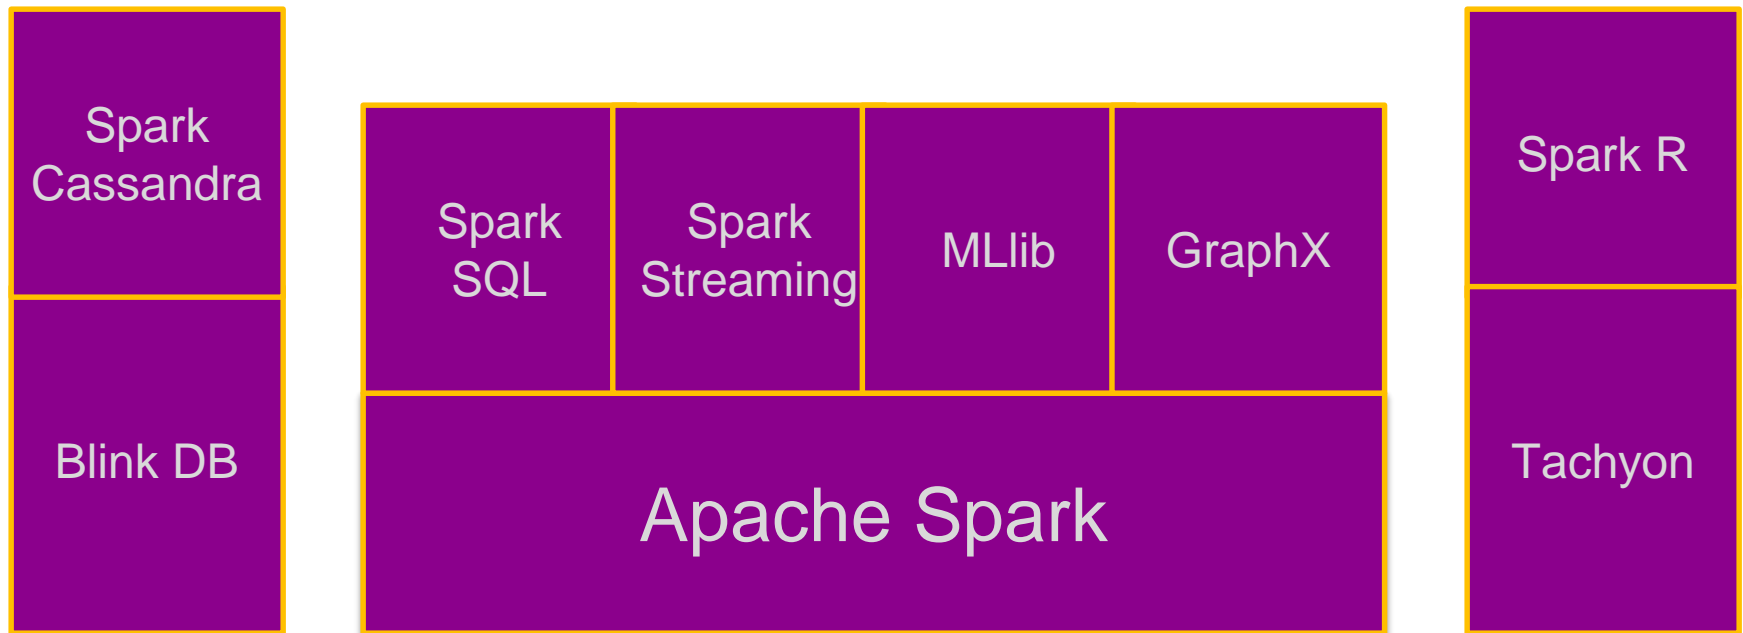 Spark
Cassandra
Blink DB
Spark
SQL
Spark
Streaming
MLlib
GraphX
Apache Spark
Spark R
Tachyon